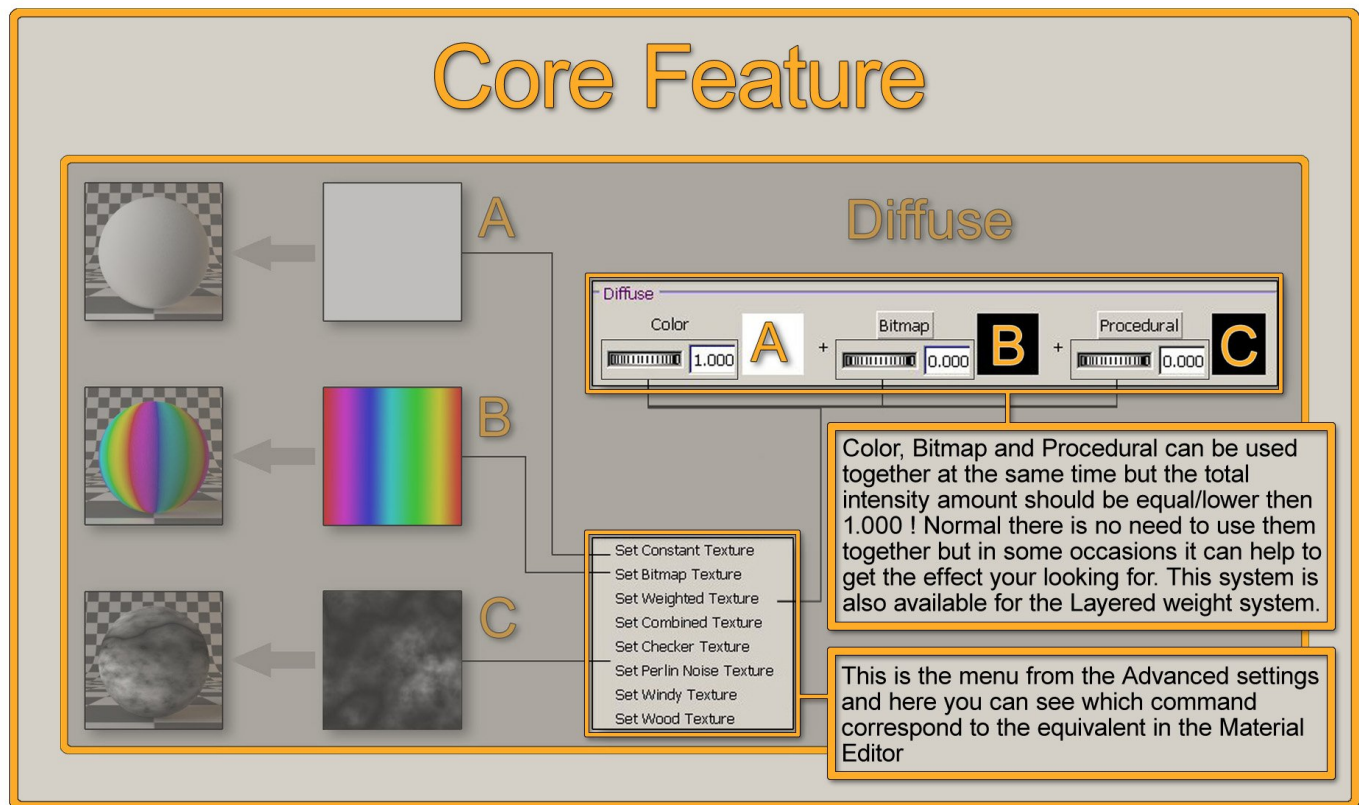 Core Feature
A
Diffuse
Diffuse
Color
Bitmap
Procedural
1.000
A
+
0.000
B
+
0.000
C
B
Color, Bitmap and Procedural can be used
together at the same time but the total
intensity amount should be equal/lower then
1.000 ! Normal there is no need to use them
together but in some occasions it can help to
get the effect your looking for. This system is
also available for the Layered weight system.
Set Constant Texture
Set Bitmap Texture
Set Weighted Texture
Set Combined Texture
Set Checker Texture
Set Perlin Noise Texture
Set Windy Texture
Set Wood Texture
C
This is the menu from the Advanced settings
and here you can see which command
correspond to the equivalent in the Material
Editor